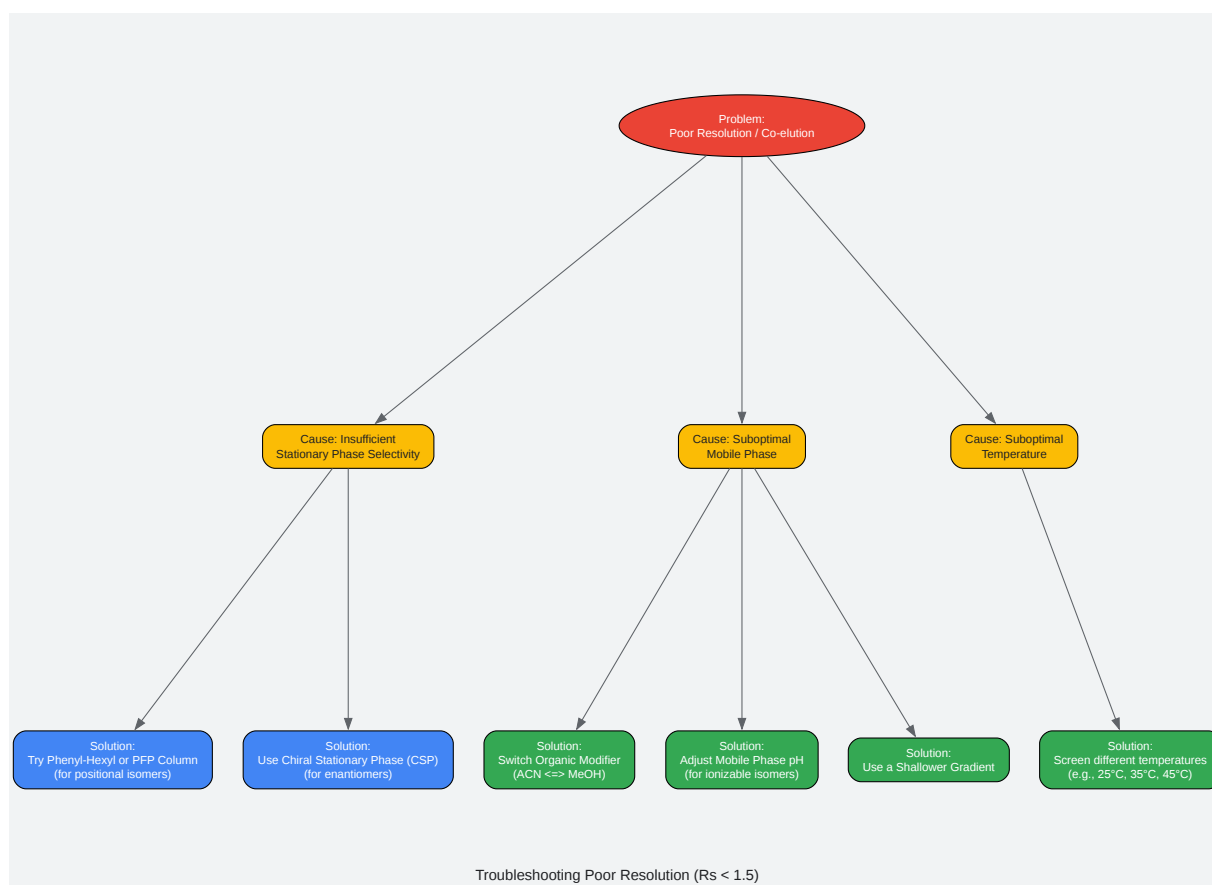 Problem:
Poor Resolution / Co-elution
Cause: Insufficient
Stationary Phase Selectivity
Cause: Suboptimal
Mobile Phase
Cause: Suboptimal
Temperature
Solution:
Try Phenyl-Hexyl or PFP Column
(for positional isomers)
Solution:
Use Chiral Stationary Phase (CSP)
(for enantiomers)
Solution:
Switch Organic Modifier
(ACN <=> MeOH)
Solution:
Adjust Mobile Phase pH
(for ionizable isomers)
Solution:
Use a Shallower Gradient
Solution:
Screen different temperatures
(e.g., 25°C, 35°C, 45°C)
Troubleshooting Poor Resolution (Rs < 1.5)